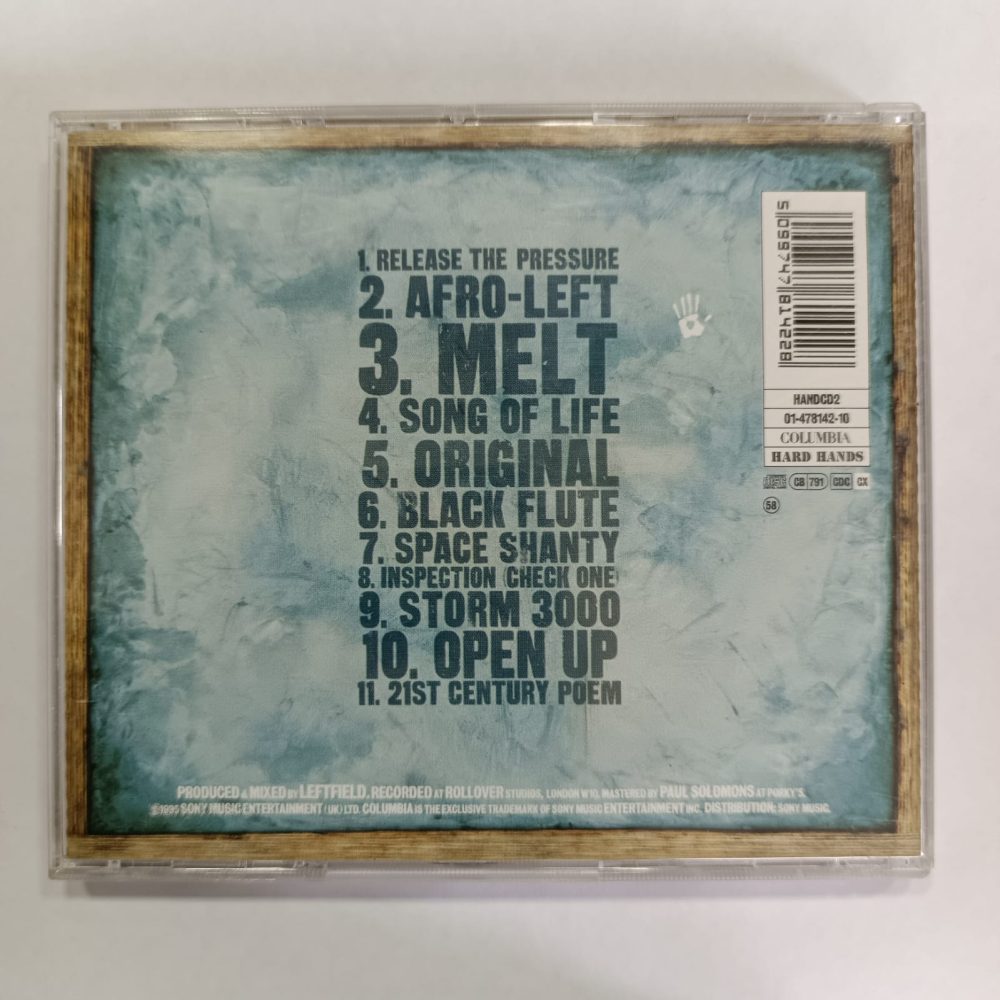 1. RELEASE THE PRESSURE
2. AFRO-LEFT
3. MELT
4. SONG OF LIFE
5. ORIGINAL
6. BLACK FLUTE
7. SPACE SHANTY
8. INSPECTION (CHECK ONE)
9. STORM 3000
10. OPEN UP
11. 21ST CENTURY POEM
5 099747 814228
HANDCD2
01-478142-10
COLUMBIA
HARD HANDS
CB 791 CDC CX
58
PRODUCED & MIXED BY LEFTFIELD. RECORDED AT ROLLOVER STUDIOS, LONDON W10. MASTERED BY PAUL SOLOMONS AT PORKY'S.
©1995 SONY MUSIC ENTERTAINMENT (UK) LTD. COLUMBIA IS THE EXCLUSIVE TRADEMARK OF SONY MUSIC ENTERTAINMENT INC. DISTRIBUTION: SONY MUSIC.